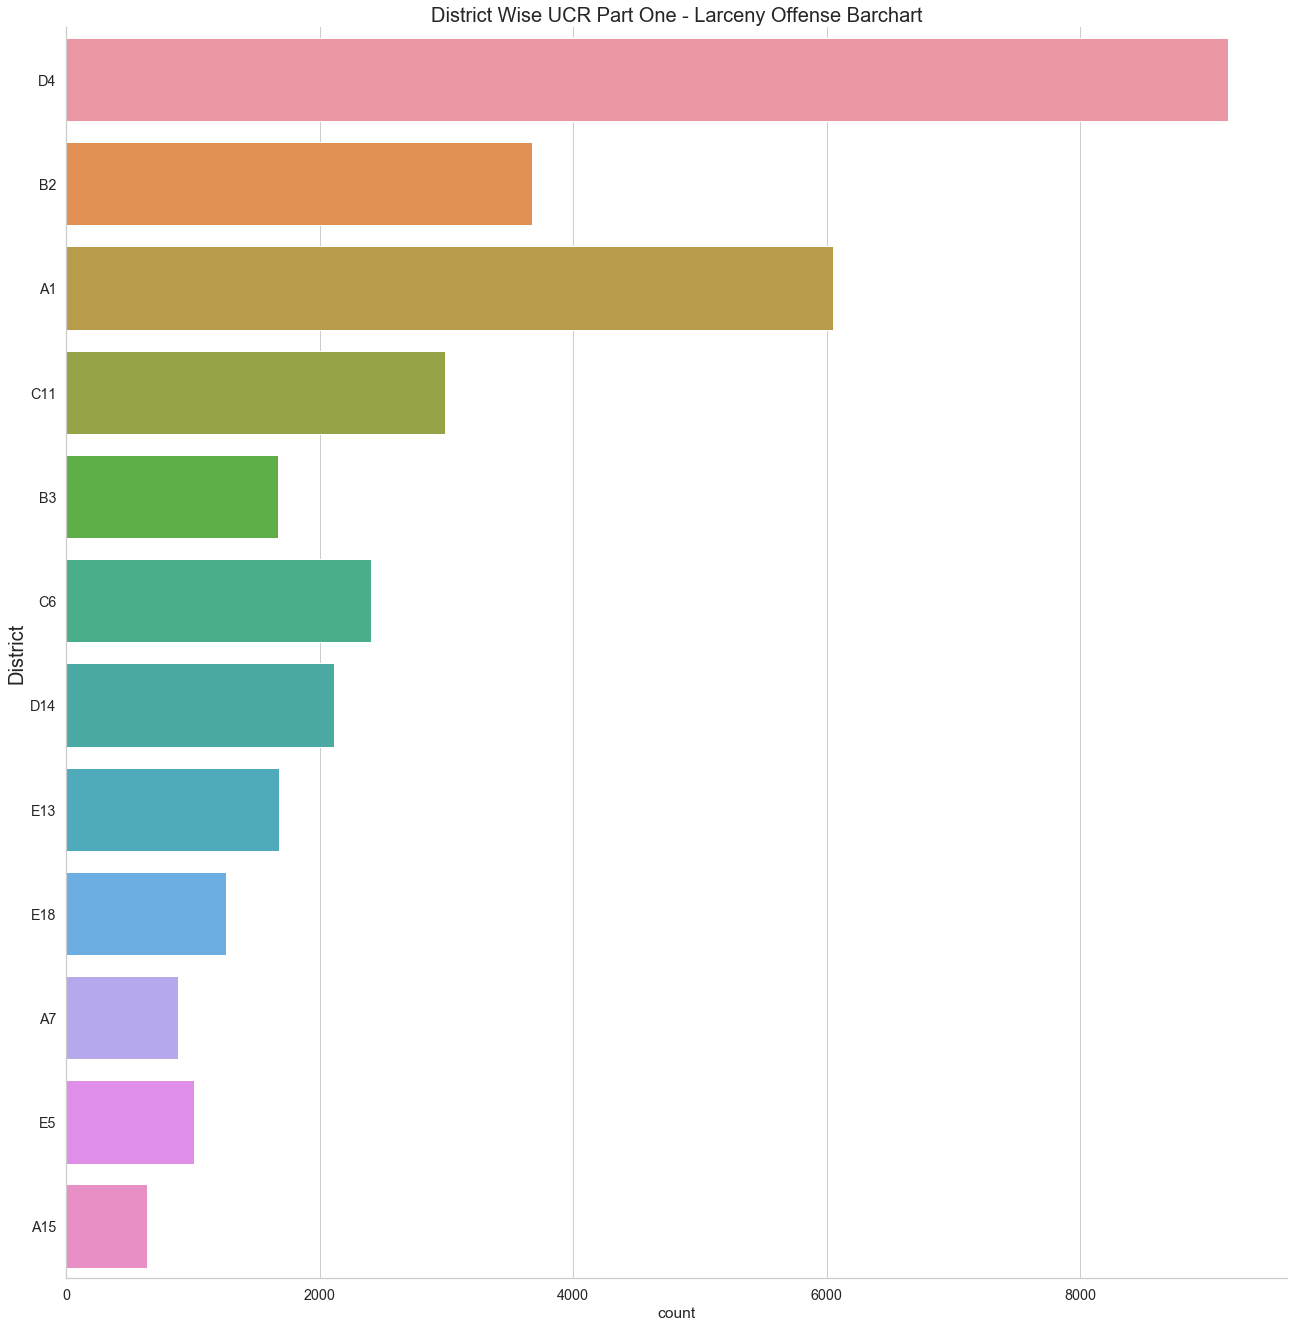 District Wise UCR Part One - Larceny Offense Barchart
D4
B2
A1
C11
B3
C6
District
D14
E13
E18
A7
E5
A15
0 2000 4000 6000 8000
count